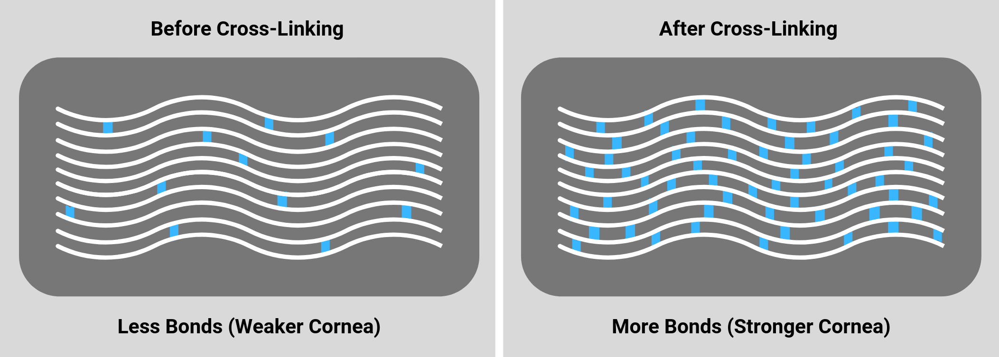 Before Cross-Linking
After Cross-Linking
Less Bonds (Weaker Cornea)
More Bonds (Stronger Cornea)